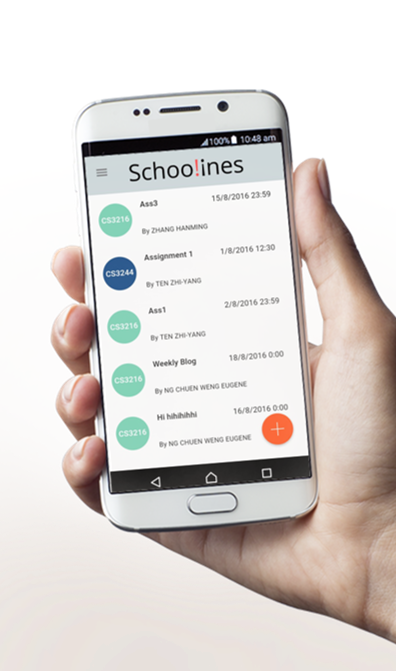 100% 10:48 am
Schoo!ines
Ass3 15/8/2016 23:59
CS3216
By ZHANG HANMING
Assignment 1 1/8/2016 12:30
CS3244
By TEN ZHI-YANG
Ass1 2/8/2016 23:59
CS3216
By TEN ZHI-YANG
Weekly Blog 18/8/2016 0:00
CS3216
By NG CHUEN WENG EUGENE
Hi hihihihhi 16/8/2016 0:00
CS3216
By NG CHUEN WENG EUGENE